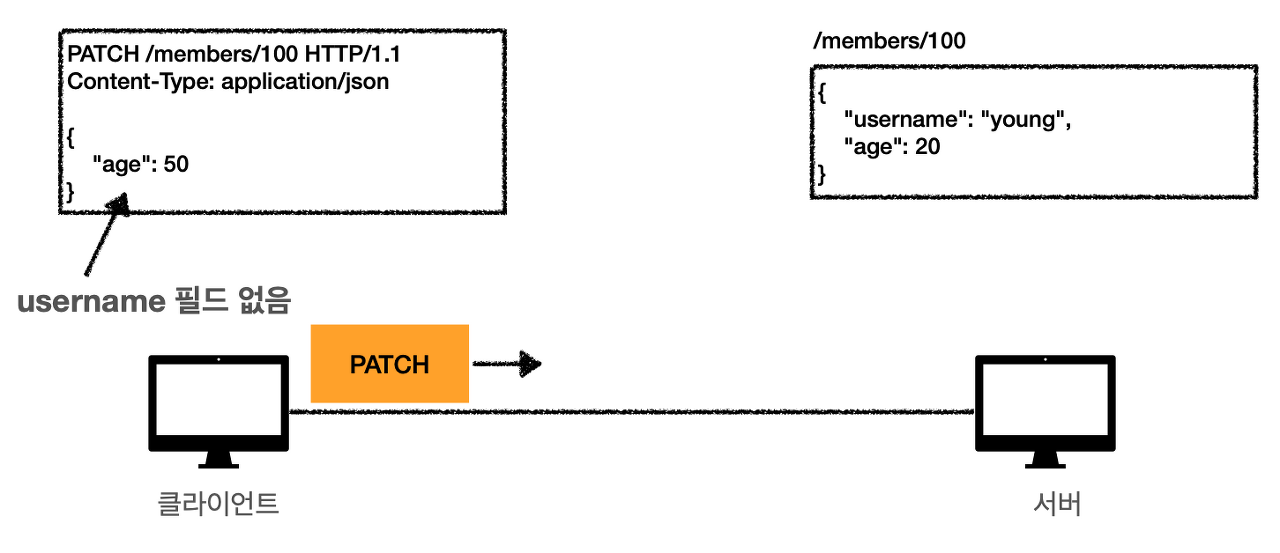 PATCH /members/100 HTTP/1.1
Content-Type: application/json
{
"age": 50
}
username 필드 없음
/members/100
{
"username": "young",
"age": 20
}
PATCH
클라이언트
서버